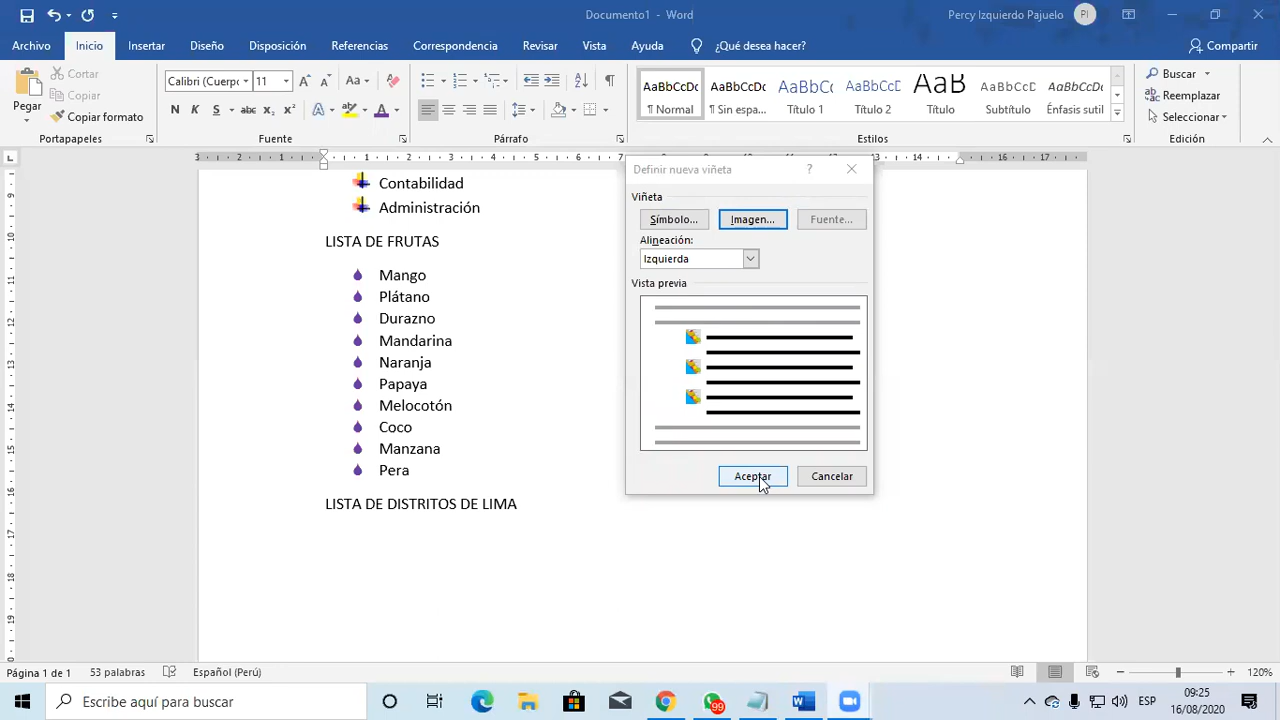 Documento1 - Word
Percy Izquierdo Pajuelo
PI
Archivo
Inicio
Insertar
Diseño
Disposición
Referencias
Correspondencia
Revisar
Vista
Ayuda
¿Qué desea hacer?
Compartir
Pegar
Cortar
Copiar
Copiar formato
Portapapeles
Calibri (Cuerpo
11
Fuente
Párrafo
AaBbCcDc
¶ Normal
AaBbCcDc
¶ Sin espa...
AaBbCc
Título 1
AaBbCcC
Título 2
AaB
Título
AaBbCcC
Subtítulo
AaBbCcDc
Énfasis sutil
Estilos
Buscar
Reemplazar
Seleccionar
Edición
Contabilidad
Administración
LISTA DE FRUTAS
Mango
Plátano
Durazno
Mandarina
Naranja
Papaya
Melocotón
Coco
Manzana
Pera
LISTA DE DISTRITOS DE LIMA
Definir nueva viñeta
Viñeta
Símbolo...
Imagen...
Fuente...
Alineación:
Izquierda
Vista previa
Aceptar
Cancelar
Página 1 de 1
53 palabras
Español (Perú)
120%
Escribe aquí para buscar
99
ESP
09:25
16/08/2020